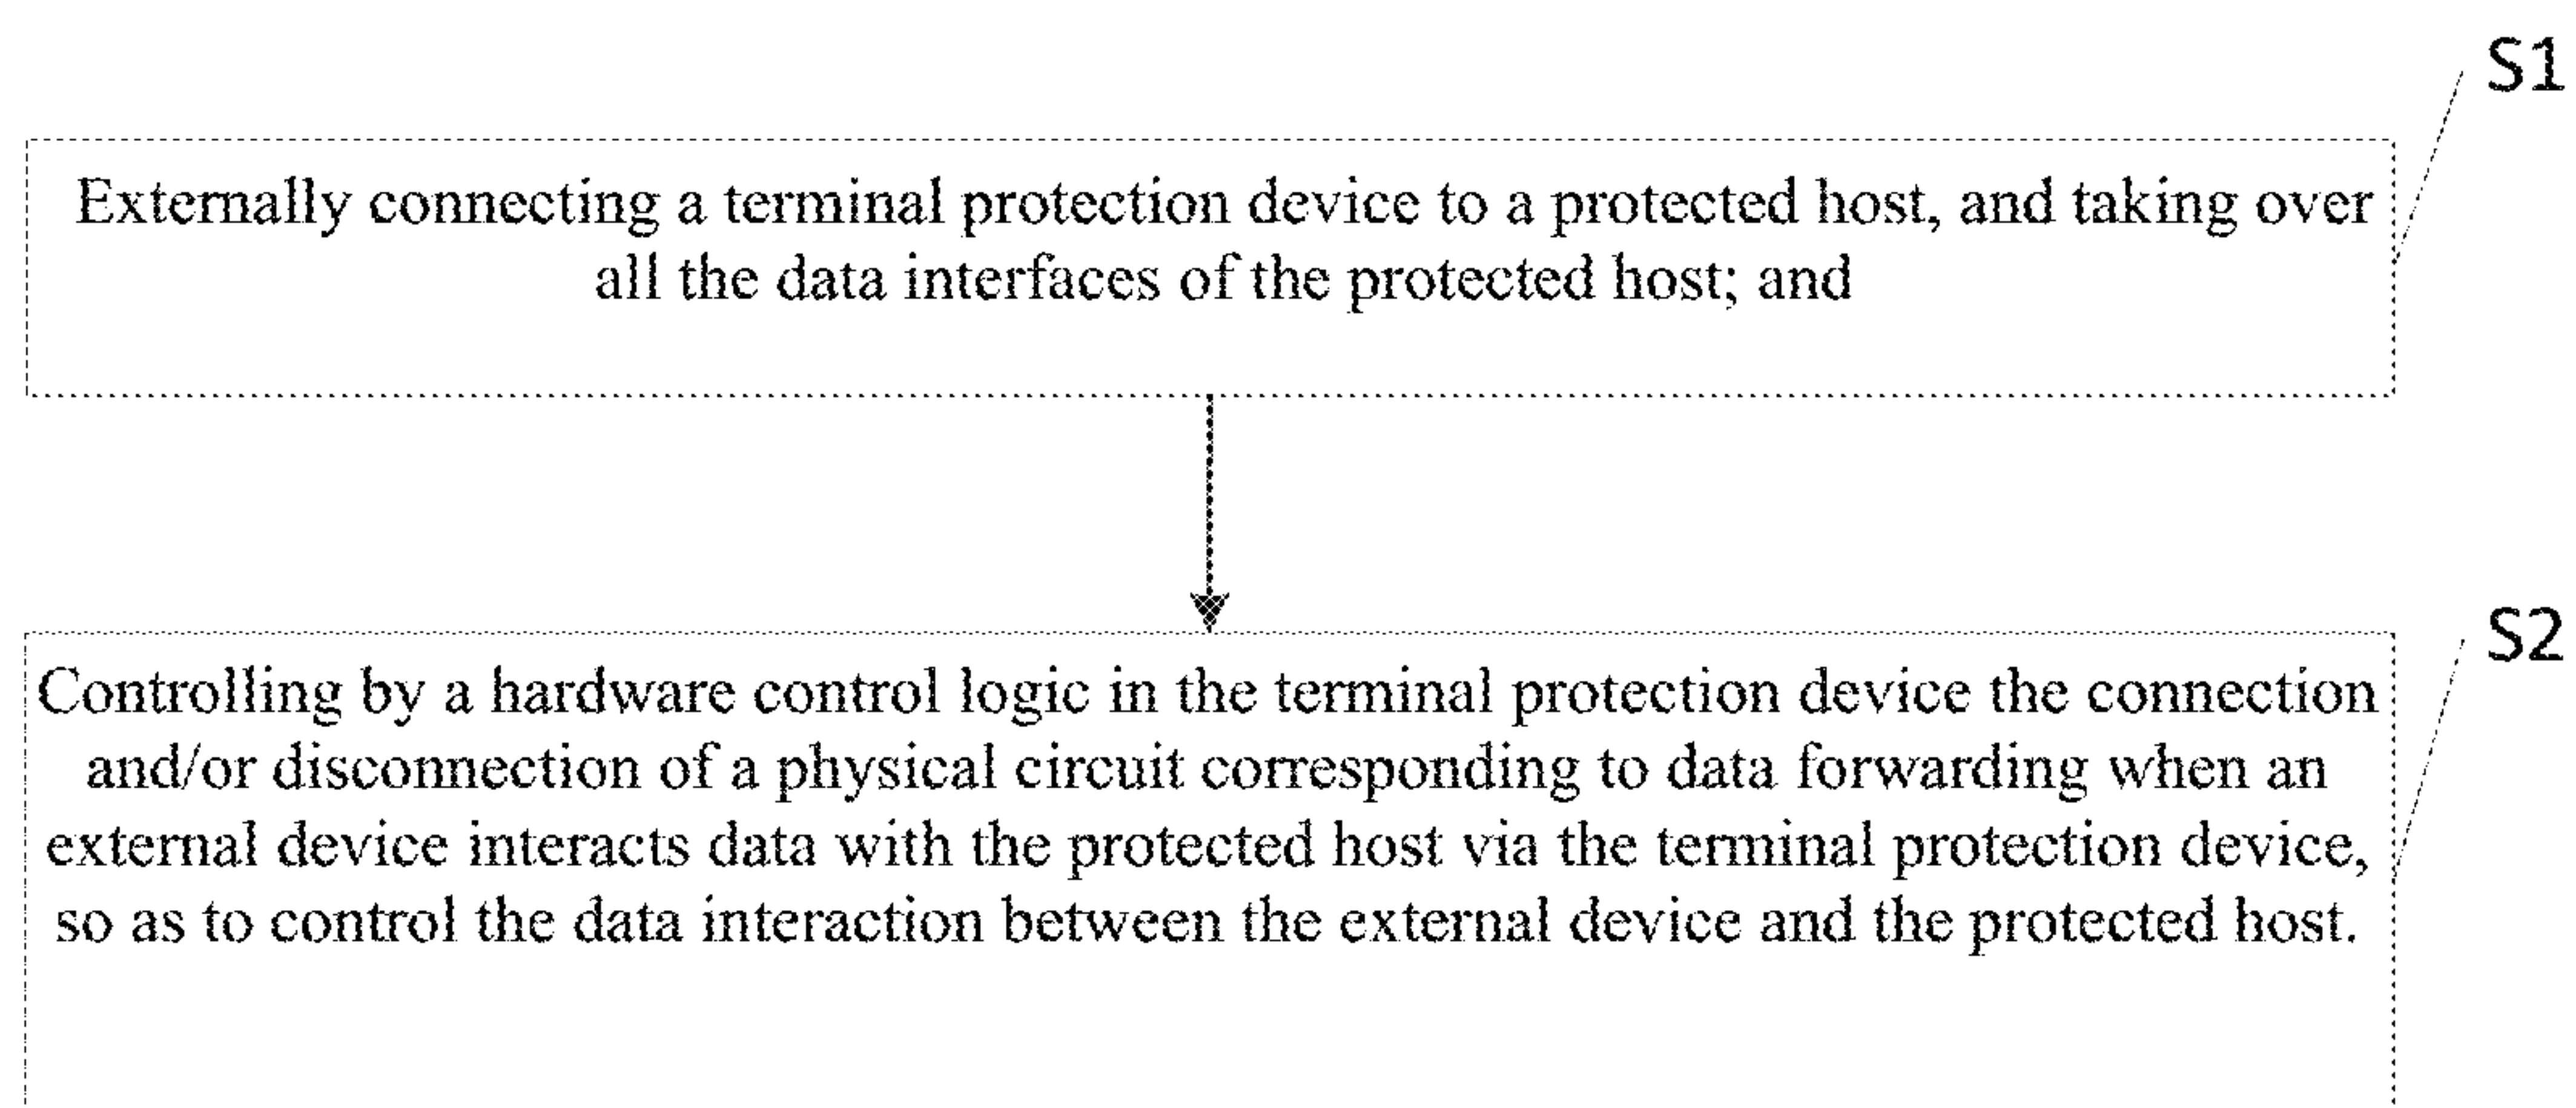 S1
Externally connecting a terminal protection device to a protected host, and taking over
all the data interfaces of the protected host; and
S2
Controlling by a hardware control logic in the terminal protection device the connection
and/or disconnection of a physical circuit corresponding to data forwarding when an
external device interacts data with the protected host via the terminal protection device,
so as to control the data interaction between the external device and the protected host.